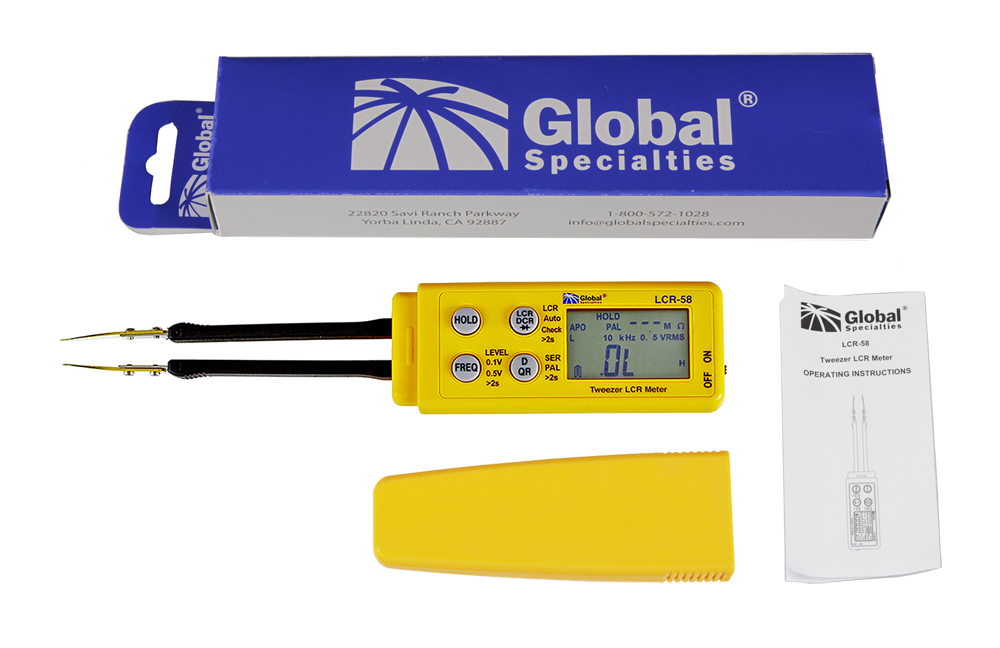 Global®
Specialties
Global®
Specialties
22820 Savi Ranch Parkway
Yorba Linda, CA 92887
1-800-572-1028
info@globalspecialties.com
Global®
Specialties
LCR-58
HOLD
LCR
DCR
LCR
Auto
Check
>2s
FREQ
LEVEL
0.1V
0.5V
>2s
D
QR
SER
PAL
>2s
HOLD
APO PAL --- M Ω
L 10 kHz 0.5 VRMS
.0L H
OFF ON
Tweezer LCR Meter
Global
Specialties
LCR-58
Tweezer LCR Meter
OPERATING INSTRUCTIONS